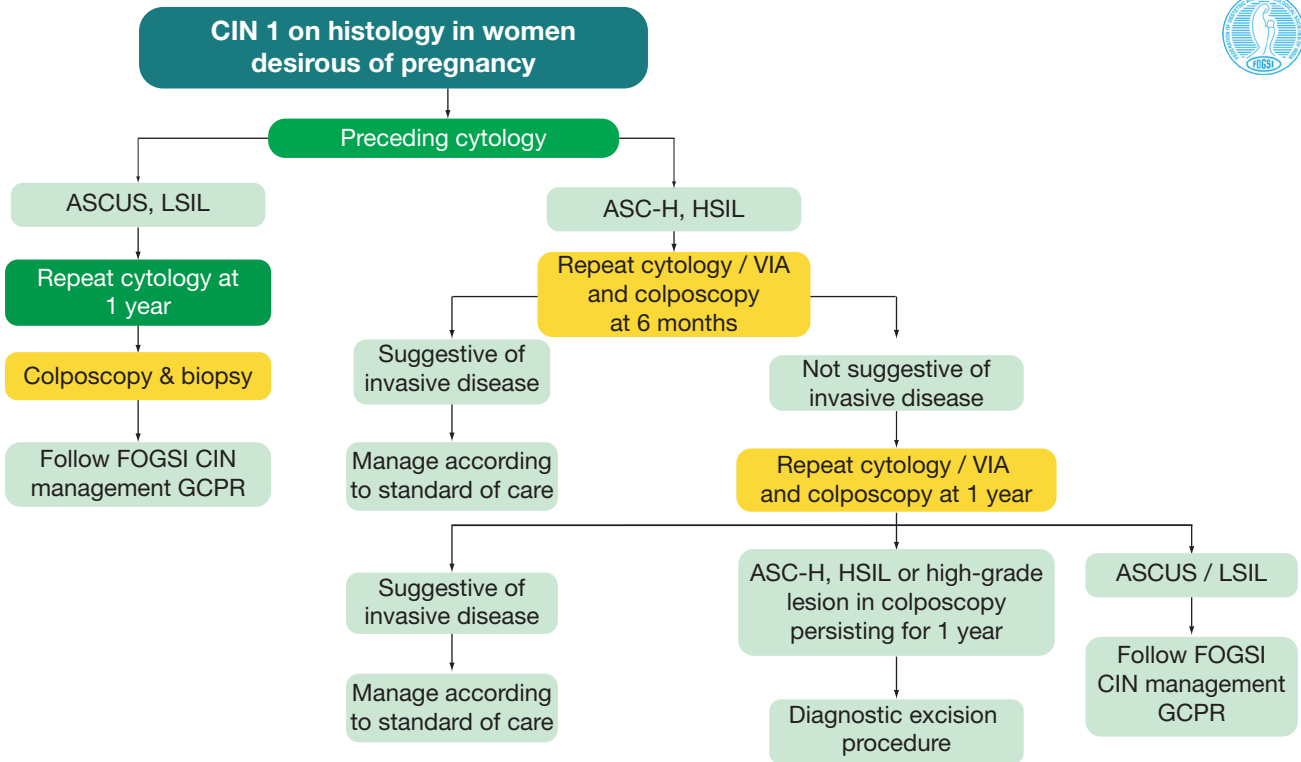 CIN 1 on histology in women
desirous of pregnancy
FOGSI
Preceding cytology
ASCUS, LSIL
ASC-H, HSIL
Repeat cytology at
1 year
Repeat cytology / VIA
and colposcopy
at 6 months
Colposcopy & biopsy
Suggestive of
invasive disease
Not suggestive of
invasive disease
Follow FOGSI CIN
management GCPR
Manage according
to standard of care
Repeat cytology / VIA
and colposcopy at 1 year
Suggestive of
invasive disease
ASC-H, HSIL or high-grade
lesion in colposcopy
persisting for 1 year
ASCUS / LSIL
Manage according
to standard of care
Diagnostic excision
procedure
Follow FOGSI
CIN management
GCPR